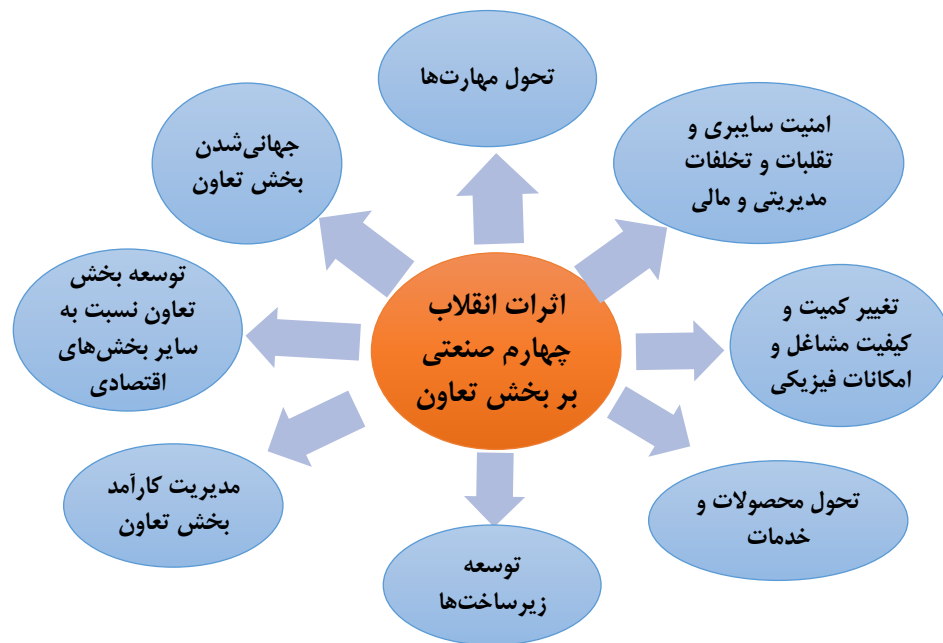 تحول مهارت‌ها
امنیت سایبری و
تقلبات و تخلفات
مدیریتی و مالی
جهانی‌شدن
بخش تعاون
توسعه بخش
تعاون نسبت به
سایر بخش‌های
اقتصادی
اثرات انقلاب
چهارم صنعتی
بر بخش تعاون
تغییر کمیت و
کیفیت مشاغل و
امکانات فیزیکی
مدیریت کارآمد
بخش تعاون
تحول محصولات و
خدمات
توسعه
زیرساخت‌ها